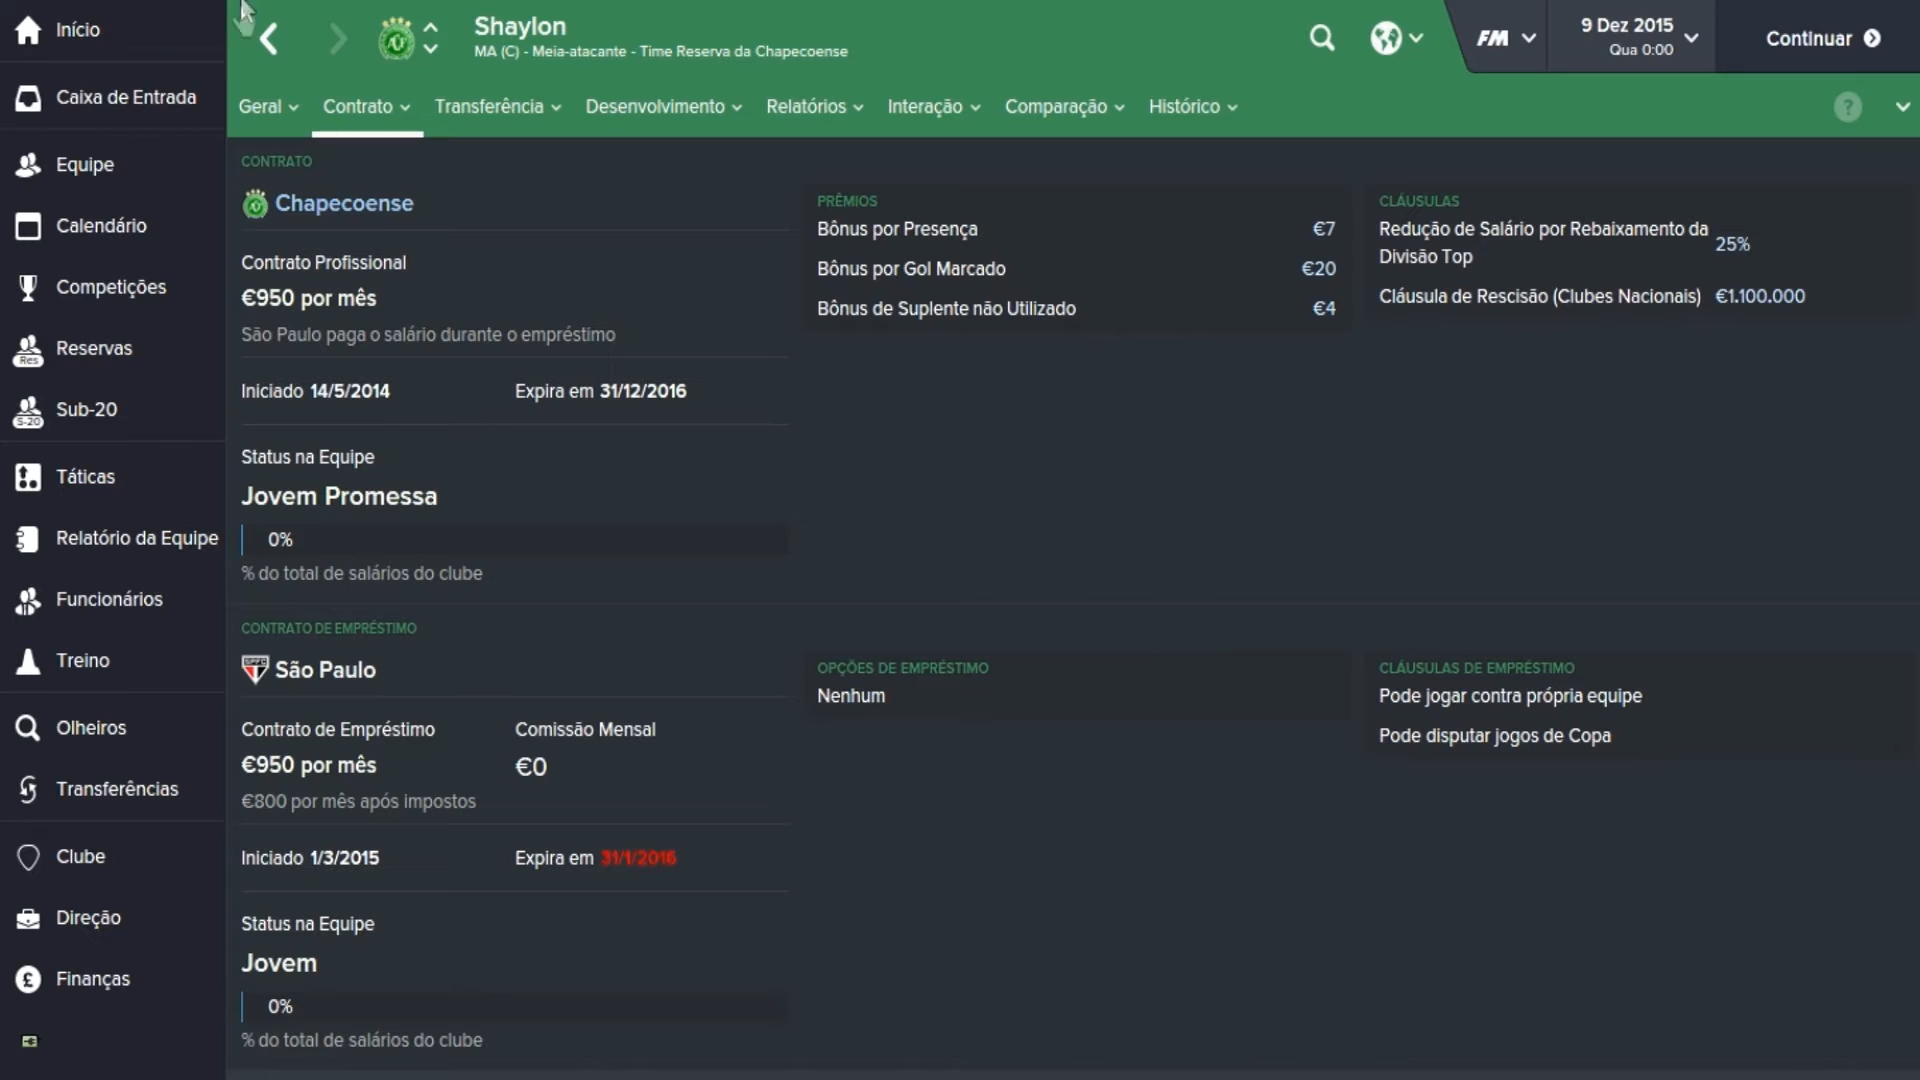 Início
Caixa de Entrada
Equipe
Calendário
Competições
Reservas
Res
Sub-20
S-20
Táticas
Relatório da Equipe
Funcionários
Treino
Olheiros
Transferências
Clube
Direção
Finanças
Shaylon
MA (C) - Meia-atacante - Time Reserva da Chapecoense
FM
9 Dez 2015
Qua 0:00
Continuar
Geral
Contrato
Transferência
Desenvolvimento
Relatórios
Interação
Comparação
Histórico
?
CONTRATO
Chapecoense
Contrato Profissional
€950 por mês
São Paulo paga o salário durante o empréstimo
Iniciado 14/5/2014
Expira em 31/12/2016
Status na Equipe
Jovem Promessa
0%
% do total de salários do clube
PRÊMIOS
Bônus por Presença €7
Bônus por Gol Marcado €20
Bônus de Suplente não Utilizado €4
CLÁUSULAS
Redução de Salário por Rebaixamento da
Divisão Top
25%
Cláusula de Rescisão (Clubes Nacionais) €1.100.000
CONTRATO DE EMPRÉSTIMO
São Paulo
Contrato de Empréstimo
€950 por mês
€800 por mês após impostos
Comissão Mensal
€0
Iniciado 1/3/2015
Expira em 31/1/2016
Status na Equipe
Jovem
0%
% do total de salários do clube
OPÇÕES DE EMPRÉSTIMO
Nenhum
CLÁUSULAS DE EMPRÉSTIMO
Pode jogar contra própria equipe
Pode disputar jogos de Copa